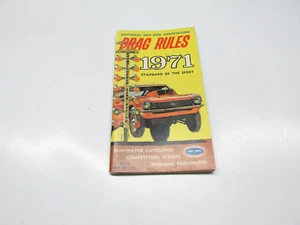 NATIONAL HOT ROD ASSOCIATION
DRAG RULES
1971
STANDARD OF THE SPORT
ELIMINATOR CATEGORIES
COMPETITION CLASSES